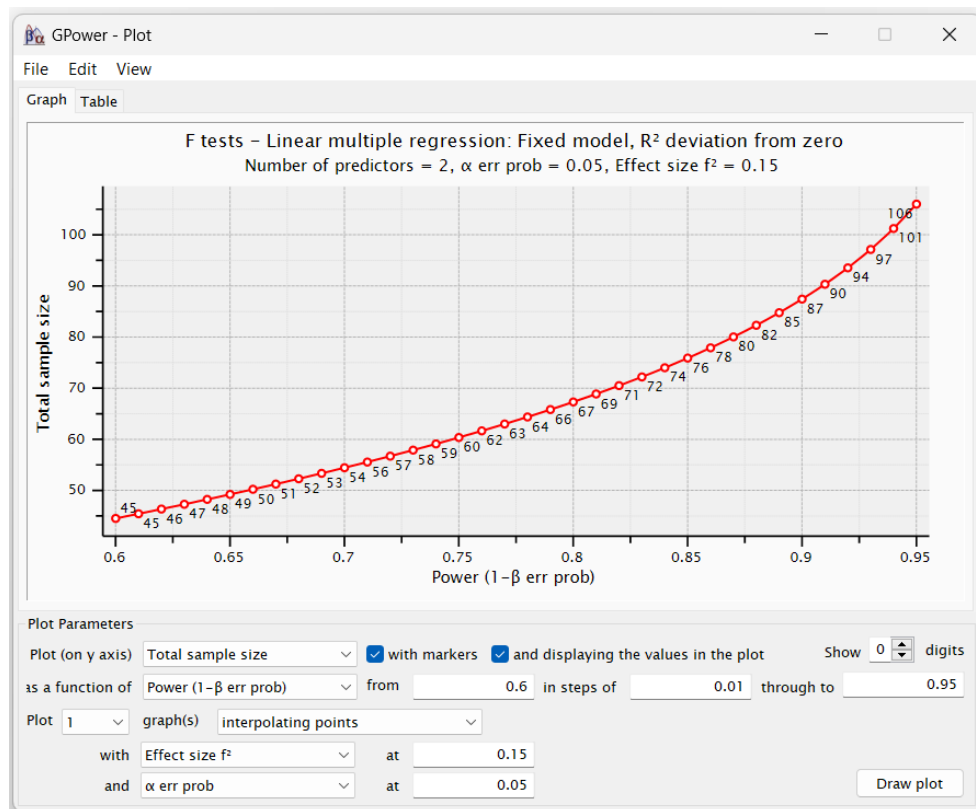 GPower - Plot
File Edit View
Graph Table
F tests – Linear multiple regression: Fixed model, R² deviation from zero
Number of predictors = 2, α err prob = 0.05, Effect size f² = 0.15
Total sample size
100
90
80
70
60
50
45 45 46 47 48 49 50 51 52 53 54 56 57 58 59 60 62 63 64 66 67 69 71 72 74 76 78 80 82 85 87 90 94 97 101 106
0.6 0.65 0.7 0.75 0.8 0.85 0.9 0.95
Power (1-β err prob)
Plot Parameters
Plot (on y axis) Total sample size with markers and displaying the values in the plot Show 0 digits
as a function of Power (1-β err prob) from 0.6 in steps of 0.01 through to 0.95
Plot 1 graph(s) interpolating points
with Effect size f² at 0.15
and α err prob at 0.05 Draw plot